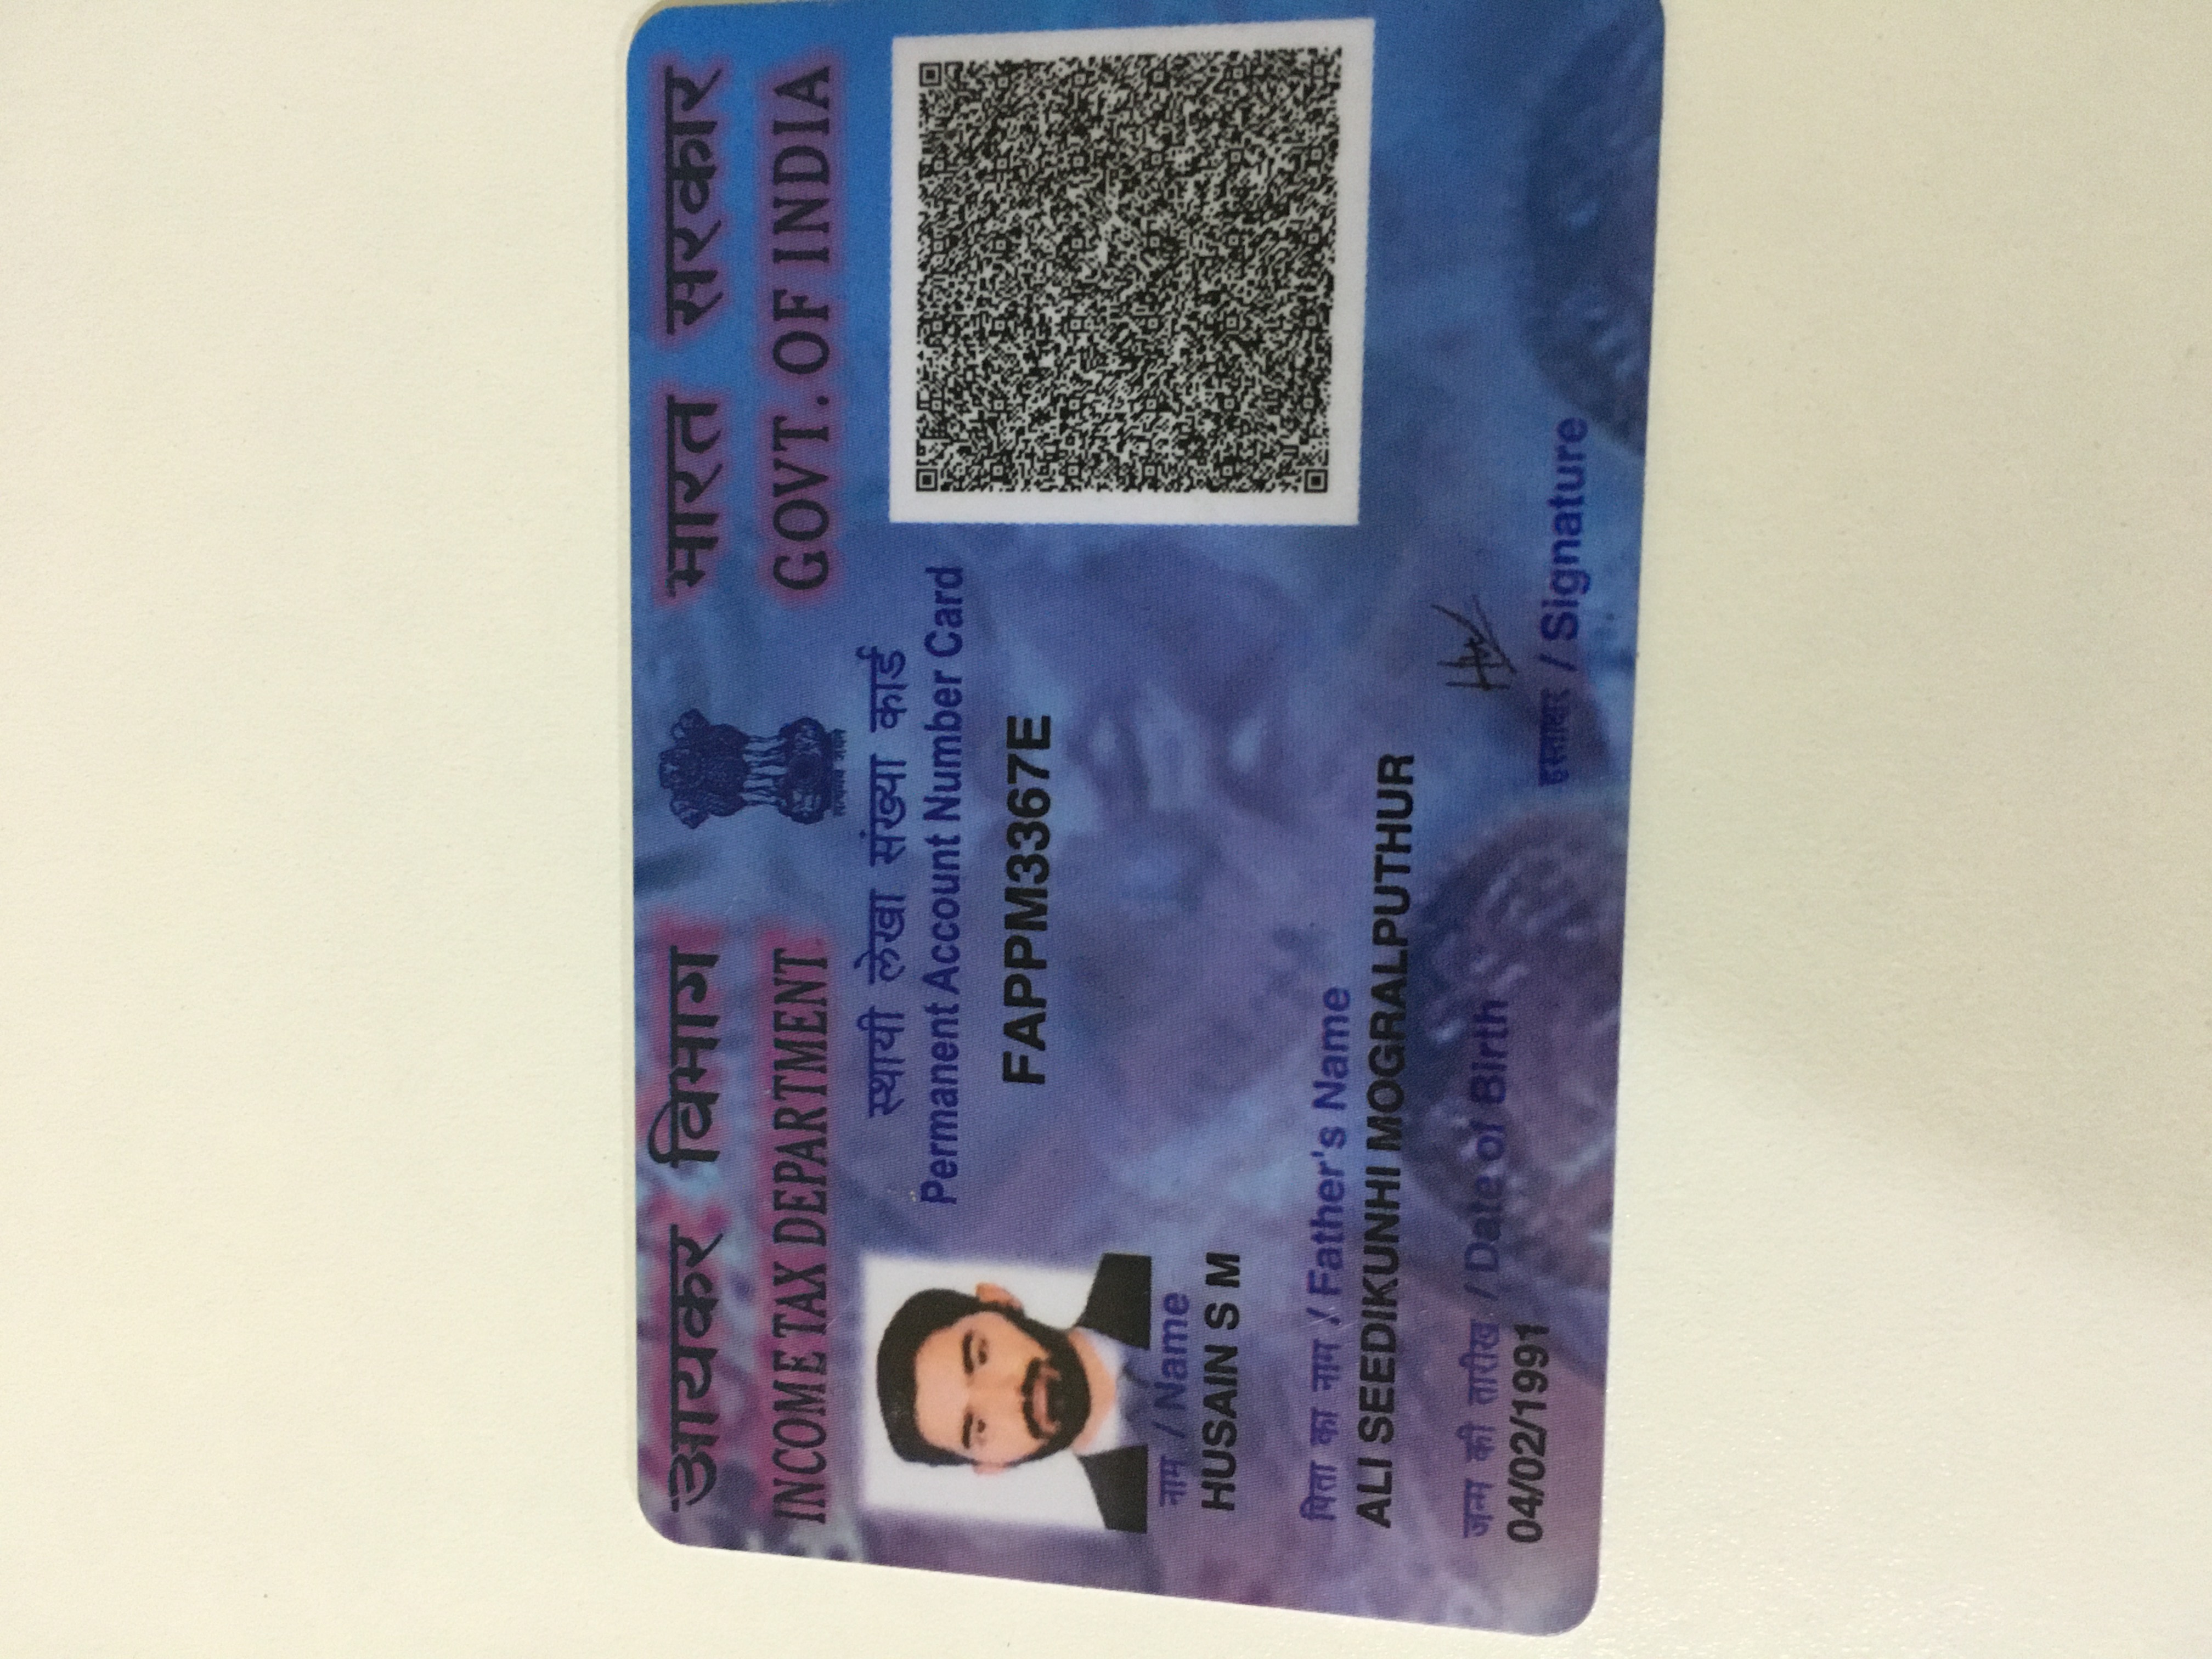 आयकर विभाग
INCOME TAX DEPARTMENT
भारत सरकार
GOVT. OF INDIA
सत्यमेव जयते
स्थायी लेखा संख्या कार्ड
Permanent Account Number Card
FAPPM3367E
नाम / Name
HUSAIN S M
पिता का नाम / Father's Name
ALI SEEDIKUNHI MOGRALPUTHUR
जन्म की तारीख / Date of Birth
04/02/1991
हस्ताक्षर / Signature